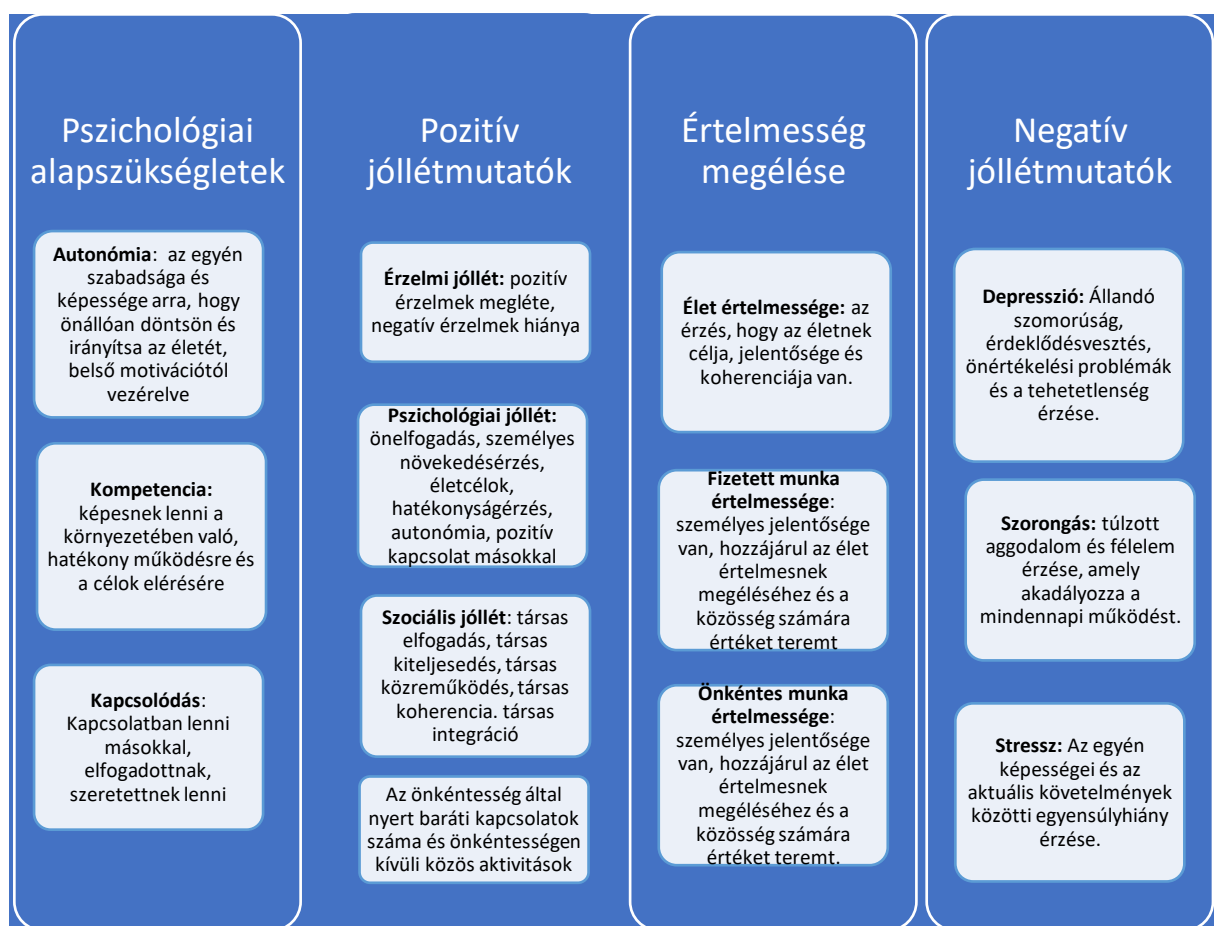 Pszichológiai
alapszükségletek
Autonómia:  az egyén
szabadsága és
képessége arra, hogy
önállóan döntsön és
irányítsa az életét,
belső motivációtól
vezérelve
Kompetencia:
képesnek lenni a
környezetében való,
hatékony működésre és
a célok elérésére
Kapcsolódás:
Kapcsolatban lenni
másokkal,
elfogadottnak,
szeretettnek lenni
Pozitív
jóllétmutatók
Érzelmi jóllét: pozitív
érzelmek megléte,
negatív érzelmek hiánya
Pszichológiai jóllét:
önelfogadás, személyes
növekedésérzés,
életcélok,
hatékonyságérzés,
autonómia, pozitív
kapcsolat másokkal
Szociális jóllét: társas
elfogadás, társas
kiteljesedés, társas
közreműködés, társas
koherencia. társas
integráció
Az önkéntesség által
nyert baráti kapcsolatok
száma és önkéntességen
kívüli közös aktivitások
Értelmesség
megélése
Élet értelmessége: az
érzés, hogy az életnek
célja, jelentősége és
koherenciája van.
Fizetett munka
értelmessége:
személyes jelentősége
van, hozzájárul az élet
értelmesnek
megéléséhez és a
közösség számára
értéket teremt
Önkéntes munka
értelmessége:
személyes jelentősége
van, hozzájárul az élet
értelmesnek
megéléséhez és a
közösség számára
értéket teremt.
Negatív
jóllétmutatók
Depresszió: Állandó
szomorúság,
érdeklődésvesztés,
önértékelési problémák
és a tehetetlenség
érzése.
Szorongás: túlzott
aggodalom és félelem
érzése, amely
akadályozza a
mindennapi működést.
Stressz: Az egyén
képességei és az
aktuális követelmények
közötti egyensúlyhiány
érzése.